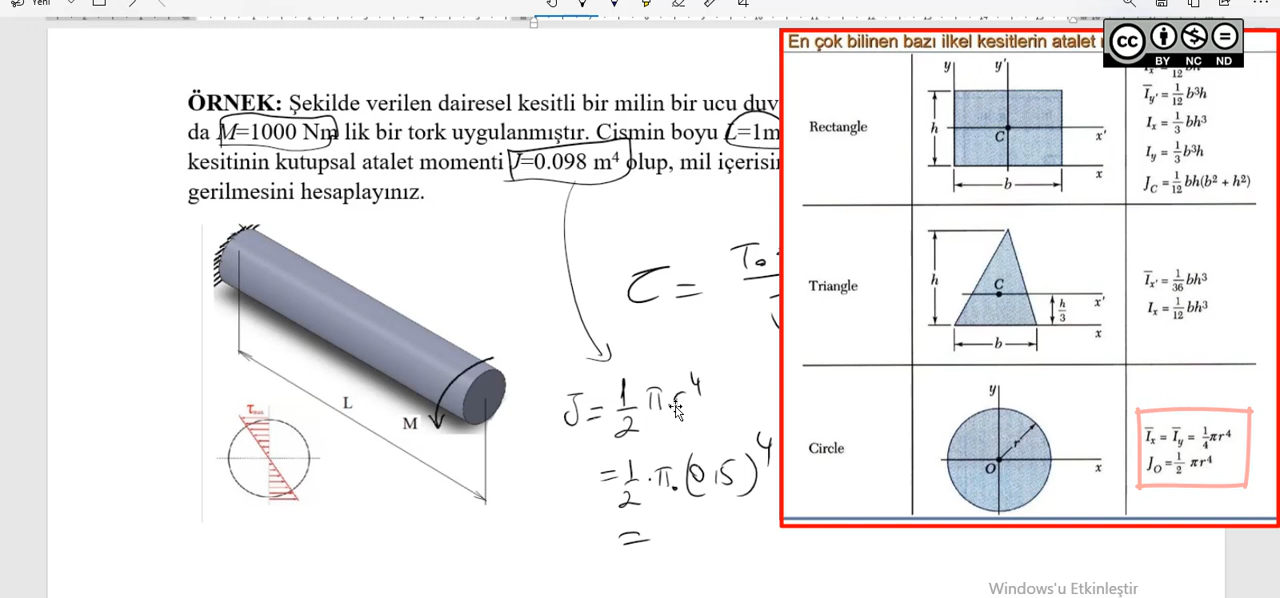 Yeni
ÖRNEK: Şekilde verilen dairesel kesitli bir milin bir ucu duv
da M=1000 Nm lik bir tork uygulanmıştır. Cismin boyu L=1m
kesitinin kutupsal atalet momenti J=0.098 m⁴ olup, mil içerisin
gerilmesini hesaplayınız.
L
M
τmax
τ =
J = 1/2 π r⁴
= 1/2 . π. (0,5)⁴
=
En çok bilinen bazı ilkel kesitlerin atalet
CC BY NC ND
Rectangle
y y'
h
C
x'
x
b
Īy' = 1/12 b³h
Ix = 1/3 bh³
Iy = 1/3 b³h
JC = 1/12 bh(b² + h²)
Triangle
h
C
x'
h/3
x
b
Īx' = 1/36 bh³
Ix = 1/12 bh³
Circle
y
r
O
x
Īx = Īy = 1/4 πr⁴
JO = 1/2 πr⁴
Windows'u Etkinleştir